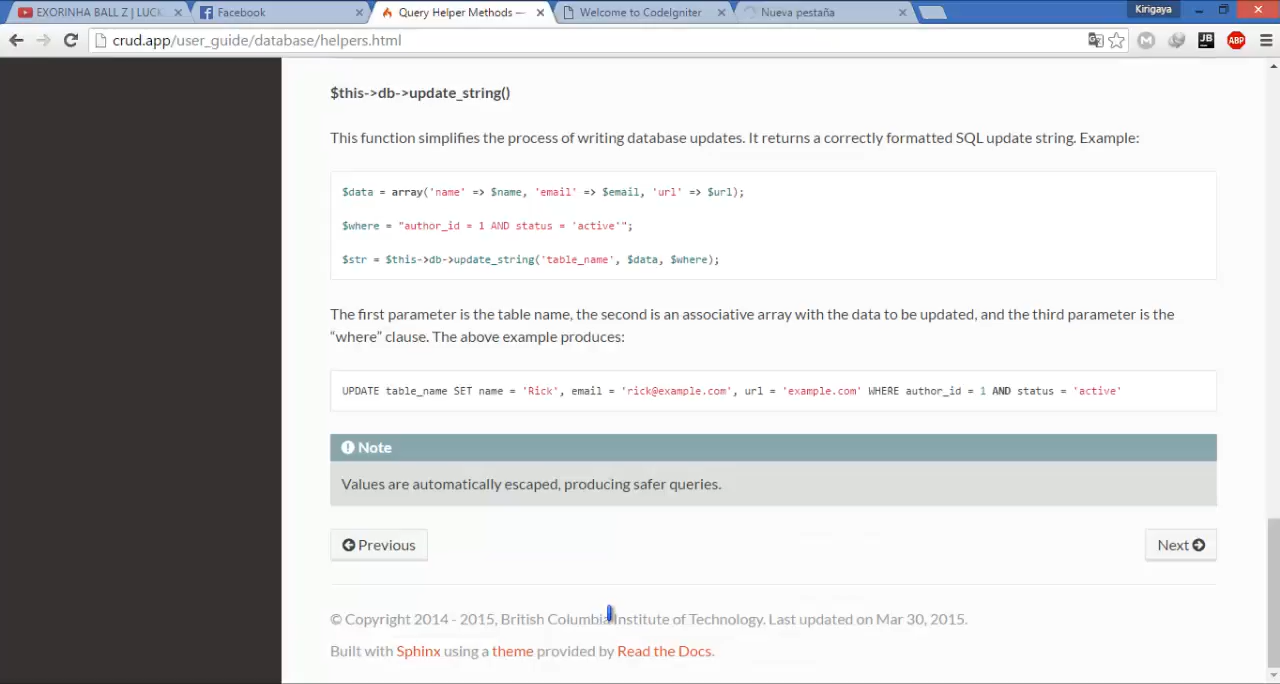 EXORINHA BALL Z | LUCK
Facebook
Query Helper Methods —
Welcome to CodeIgniter
Nueva pestaña
Kirigaya
crud.app/user_guide/database/helpers.html
JB
ABP
$this->db->update_string()
This function simplifies the process of writing database updates. It returns a correctly formatted SQL update string. Example:
$data = array('name' => $name, 'email' => $email, 'url' => $url);
$where = "author_id = 1 AND status = 'active'";
$str = $this->db->update_string('table_name', $data, $where);
The first parameter is the table name, the second is an associative array with the data to be updated, and the third parameter is the
“where” clause. The above example produces:
UPDATE table_name SET name = 'Rick', email = 'rick@example.com', url = 'example.com' WHERE author_id = 1 AND status = 'active'
Note
Values are automatically escaped, producing safer queries.
Previous
Next
© Copyright 2014 - 2015, British Columbia Institute of Technology. Last updated on Mar 30, 2015.
Built with Sphinx using a theme provided by Read the Docs.